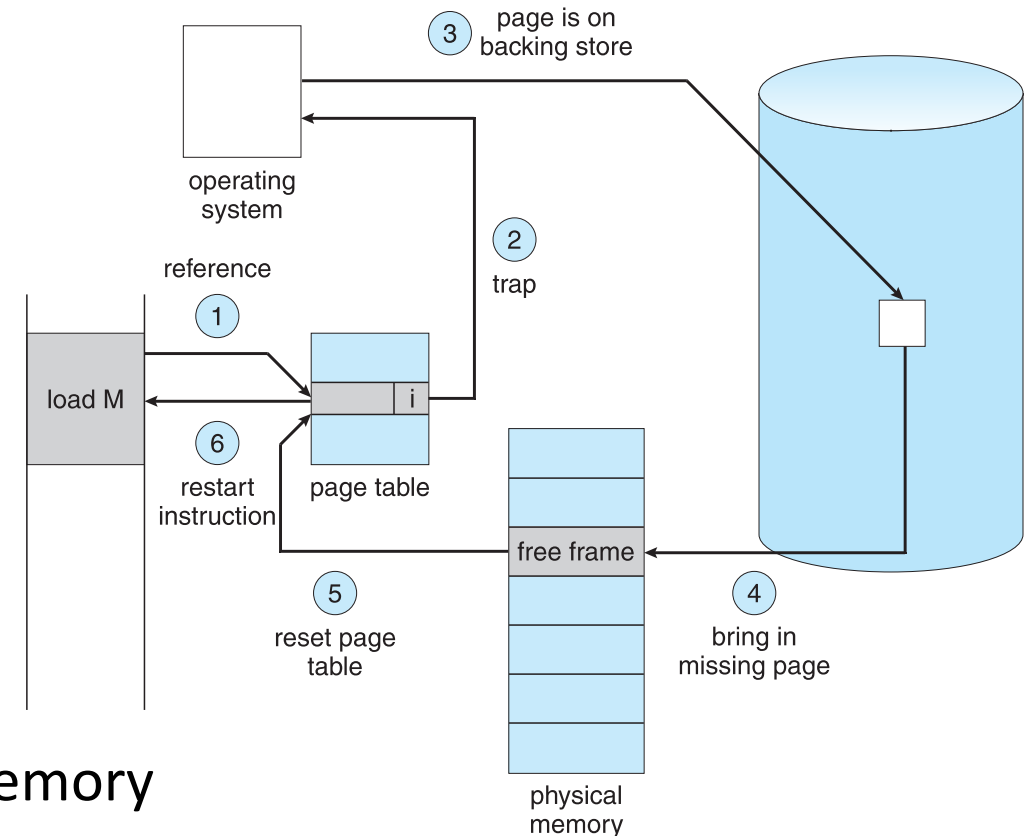 3
page is on
backing store
operating
system
2
trap
reference
1
load M
i
6
restart
instruction
page table
free frame
5
reset page
table
4
bring in
missing page
emory
physical
memory